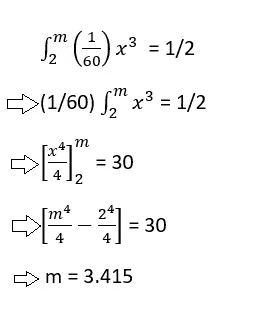 ∫₂ᵐ (1/60) x³ = 1/2
⇨(1/60) ∫₂ᵐ x³ = 1/2
⇨[x⁴/4]₂ᵐ = 30
⇨[m⁴/4 − 2⁴/4] = 30
⇨ m = 3.415